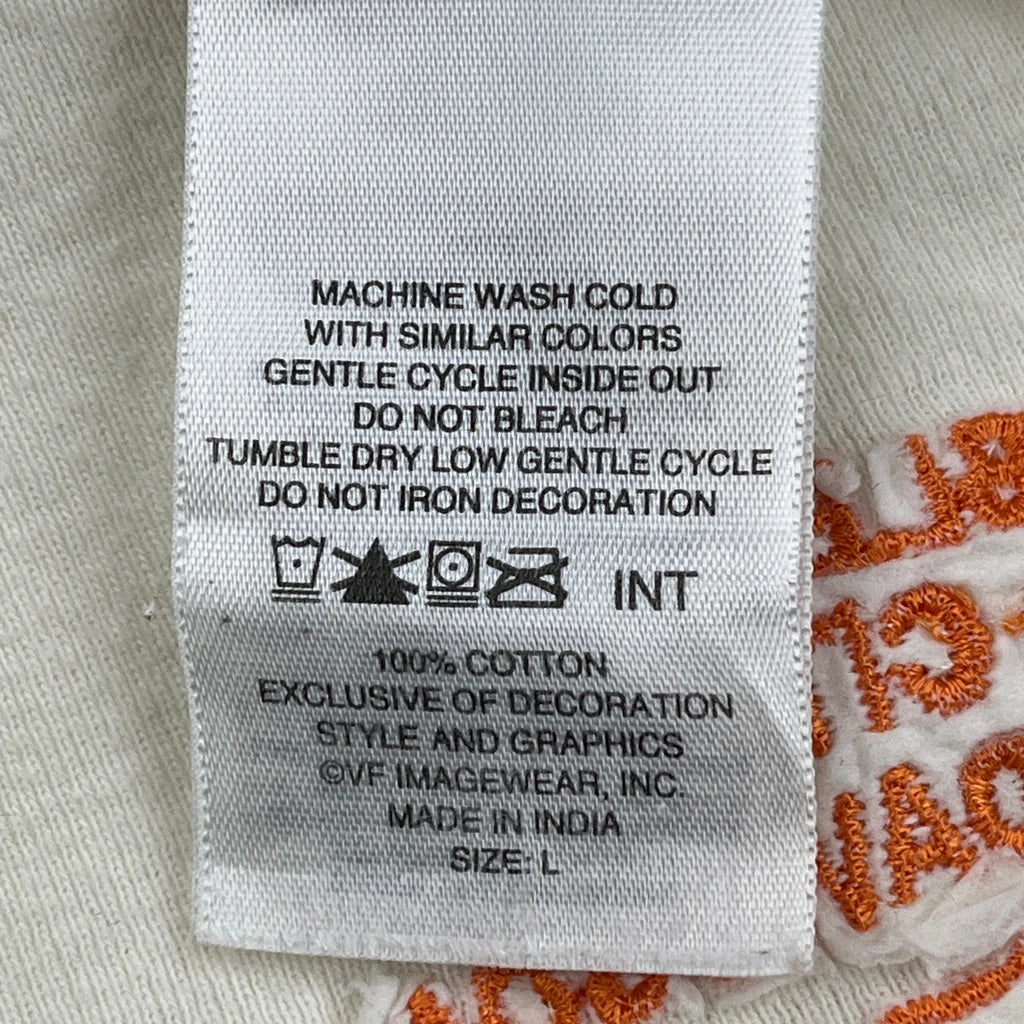 MACHINE WASH COLD
WITH SIMILAR COLORS
GENTLE CYCLE INSIDE OUT
DO NOT BLEACH
TUMBLE DRY LOW GENTLE CYCLE
DO NOT IRON DECORATION
INT
100% COTTON
EXCLUSIVE OF DECORATION
STYLE AND GRAPHICS
©VF IMAGEWEAR, INC.
MADE IN INDIA
SIZE: L